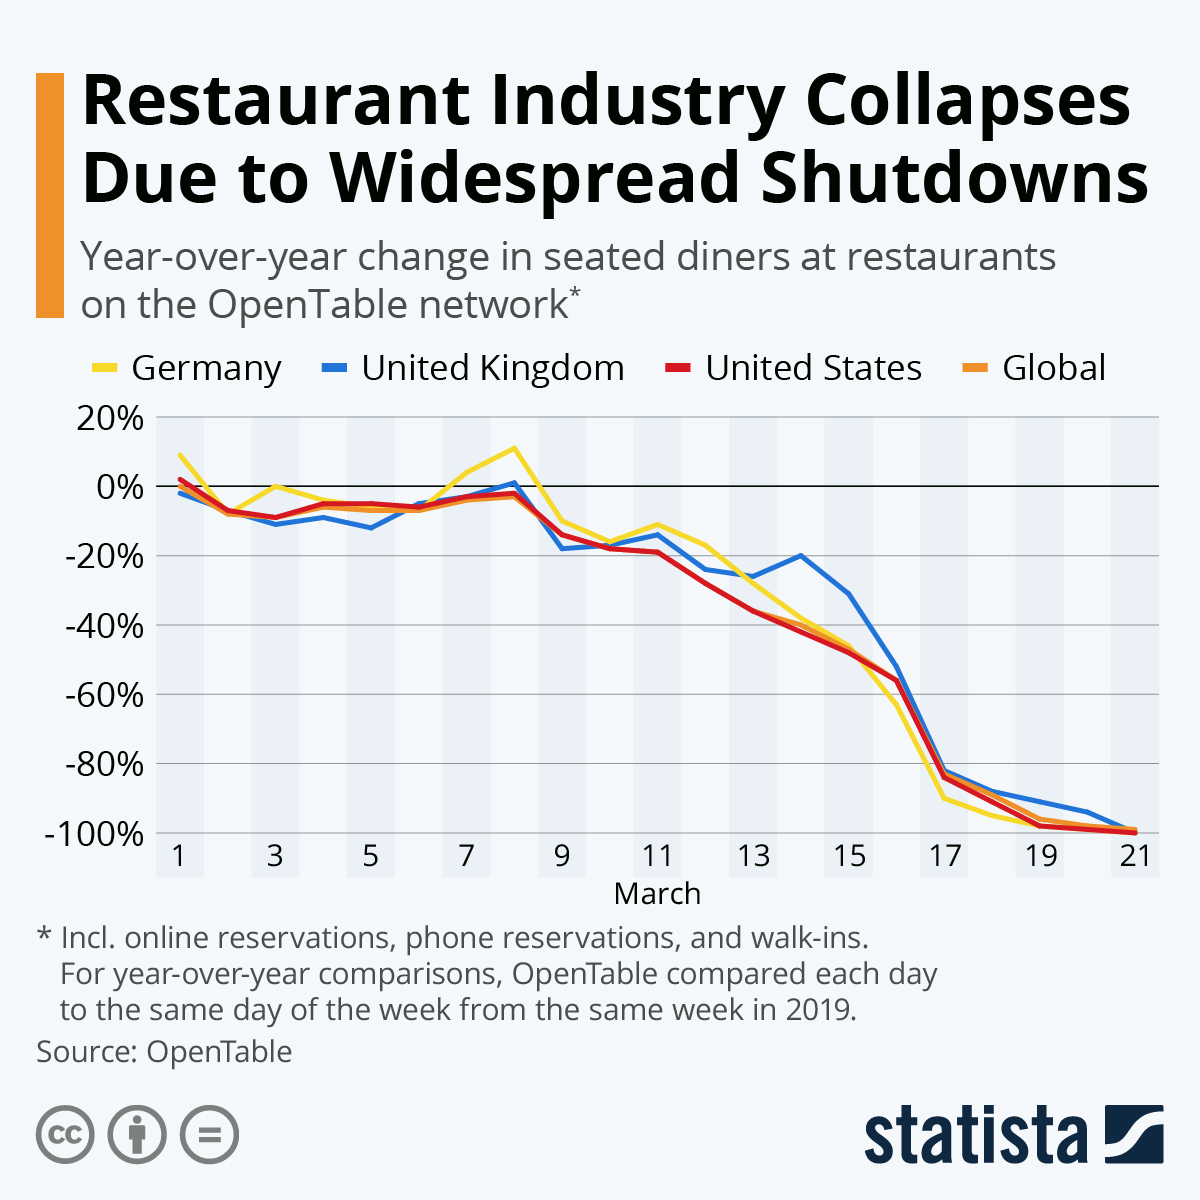 Restaurant Industry Collapses
Due to Widespread Shutdowns
Year-over-year change in seated diners at restaurants
on the OpenTable network*
Germany United Kingdom United States Global
20%
0%
-20%
-40%
-60%
-80%
-100%
1 3 5 7 9 11 13 15 17 19 21
March
* Incl. online reservations, phone reservations, and walk-ins.
For year-over-year comparisons, OpenTable compared each day
to the same day of the week from the same week in 2019.
Source: OpenTable
cc =
statista